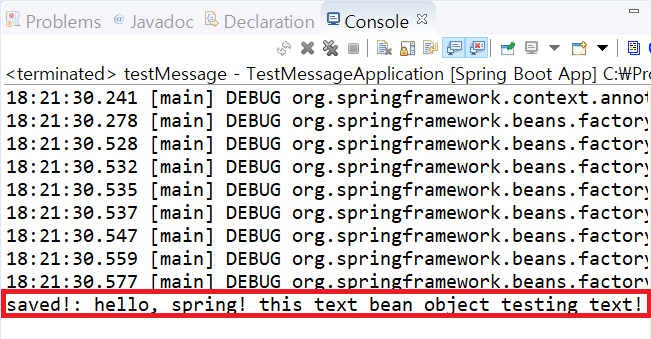 Problems @ Javadoc Declaration Console
<terminated> testMessage - TestMessageApplication [Spring Boot App] C:₩Pro
18:21:30.241 [main] DEBUG org.springframework.context.annot
18:21:30.278 [main] DEBUG org.springframework.beans.factory
18:21:30.528 [main] DEBUG org.springframework.beans.factory
18:21:30.532 [main] DEBUG org.springframework.beans.factory
18:21:30.535 [main] DEBUG org.springframework.beans.factory
18:21:30.537 [main] DEBUG org.springframework.beans.factory
18:21:30.547 [main] DEBUG org.springframework.beans.factory
18:21:30.559 [main] DEBUG org.springframework.beans.factory
18:21:30.577 [main] DEBUG org.springframework.beans.factory
saved!: hello, spring! this text bean object testing text!